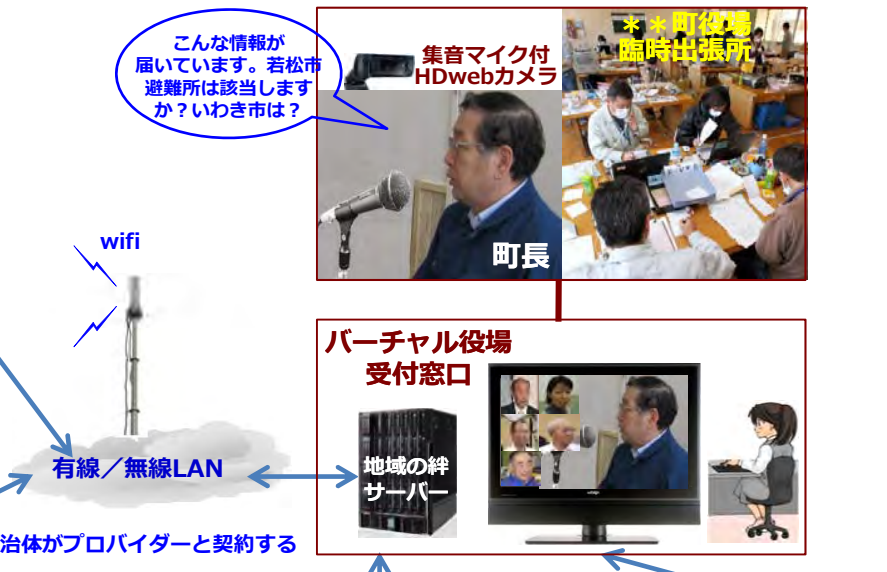 こんな情報が
届いています。若松市
避難所は該当します
か？いわき市は？
集音マイク付
HDwebカメラ
＊＊町役場
臨時出張所
町長
wifi
バーチャル役場
受付窓口
地域の絆
サーバー
有線／無線LAN
治体がプロバイダーと契約する